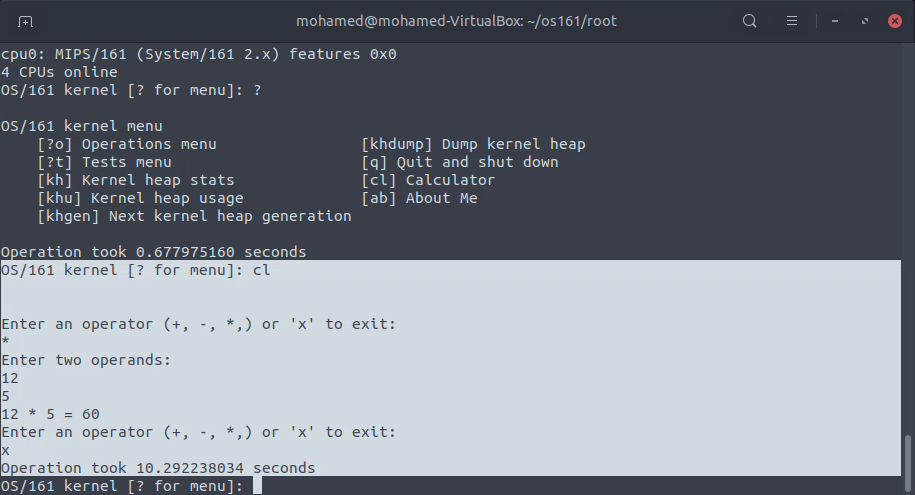 mohamed@mohamed-VirtualBox: ~/os161/root
cpu0: MIPS/161 (System/161 2.x) features 0x0
4 CPUs online
OS/161 kernel [? for menu]: ?
OS/161 kernel menu
[?o] Operations menu [khdump] Dump kernel heap
[?t] Tests menu [q] Quit and shut down
[kh] Kernel heap stats [cl] Calculator
[khu] Kernel heap usage [ab] About Me
[khgen] Next kernel heap generation
Operation took 0.677975160 seconds
OS/161 kernel [? for menu]: cl
Enter an operator (+, -, *,) or 'x' to exit:
*
Enter two operands:
12
5
12 * 5 = 60
Enter an operator (+, -, *,) or 'x' to exit:
x
Operation took 10.292238034 seconds
OS/161 kernel [? for menu]: